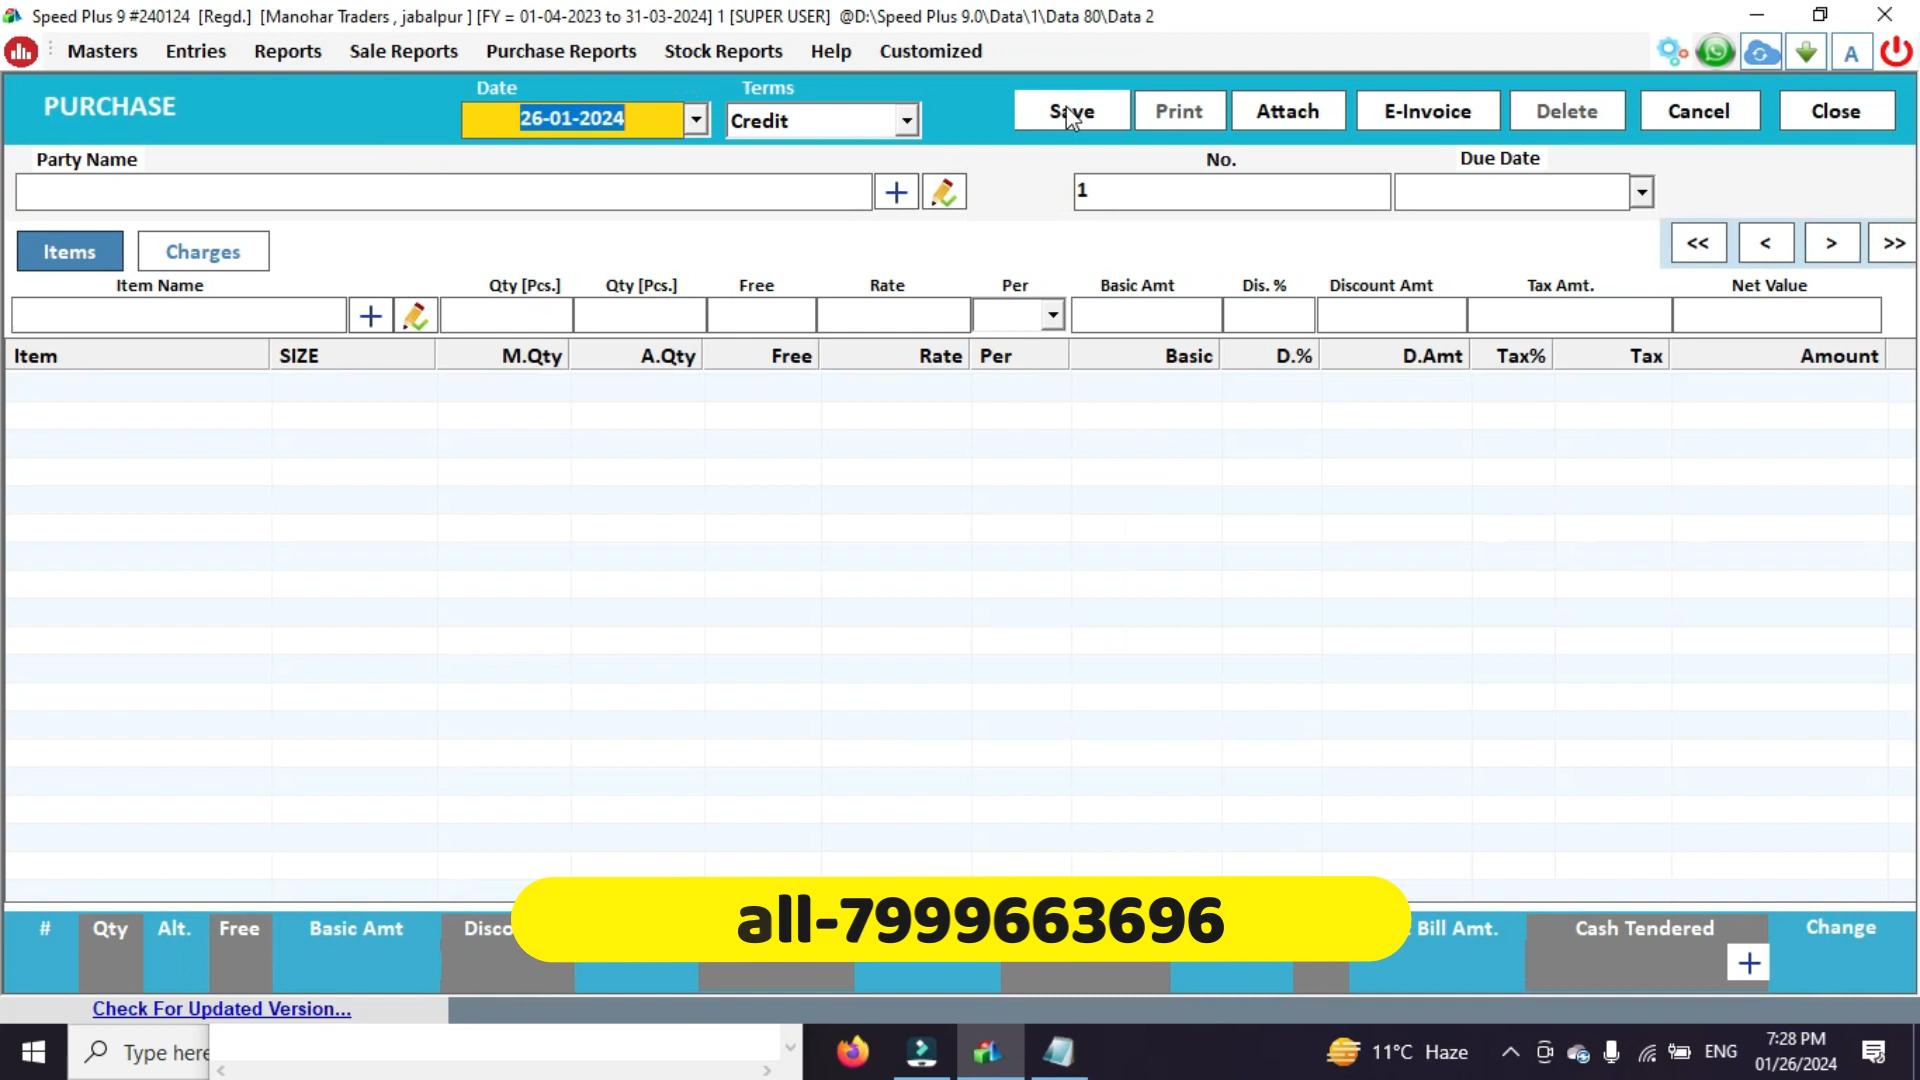 Speed Plus 9 #240124 [Regd.] [Manohar Traders , jabalpur ] [FY = 01-04-2023 to 31-03-2024] 1 [SUPER USER] @D:\Speed Plus 9.0\Data\1\Data 80\Data 2
Masters Entries Reports Sale Reports Purchase Reports Stock Reports Help Customized A
Date Terms
PURCHASE 26-01-2024 Credit Save Print Attach E-Invoice Delete Cancel Close
Party Name No. Due Date
1
Items Charges << < > >>
Item Name Qty [Pcs.] Qty [Pcs.] Free Rate Per Basic Amt Dis. % Discount Amt Tax Amt. Net Value
Item SIZE M.Qty A.Qty Free Rate Per Basic D.% D.Amt Tax% Tax Amount
all-7999663696
# Qty Alt. Free Basic Amt Disco Bill Amt. Cash Tendered Change
Check For Updated Version...
Type here 11°C Haze ENG 7:28 PM
01/26/2024